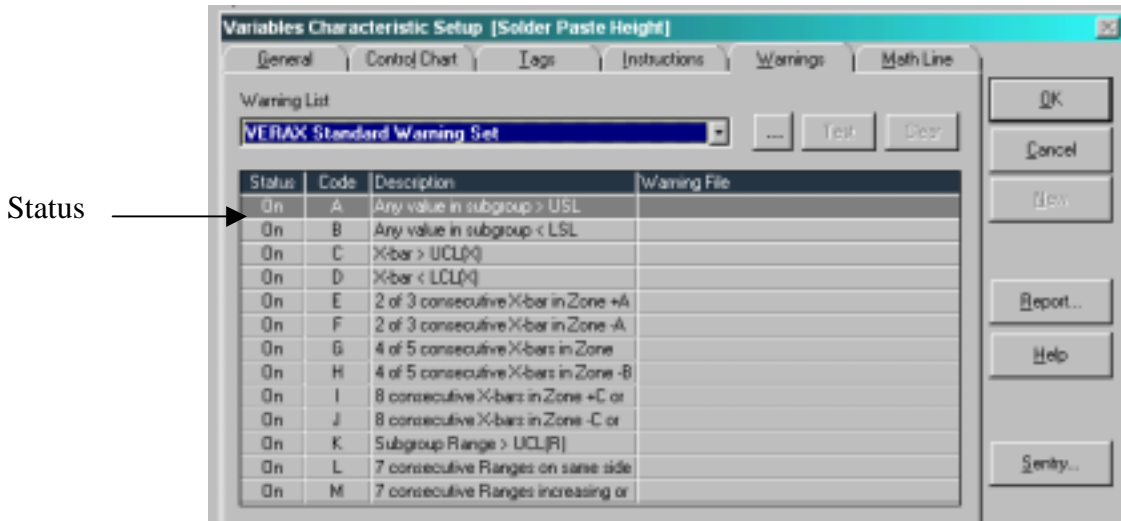 Variables Characteristic Setup [Solder Paste Height]
General Control Chart Tags Instructions Warnings Math Line
Warning List
VERAX Standard Warning Set ... Test Clear
OK
Cancel
New
Report...
Help
Sentry...
Status
Status Code Description Warning File
On A Any value in subgroup > USL
On B Any value in subgroup < LSL
On C X-bar > UCL(X)
On D X-bar < LCL(X)
On E 2 of 3 consecutive X-bar in Zone +A
On F 2 of 3 consecutive X-bar in Zone -A
On G 4 of 5 consecutive X-bars in Zone
On H 4 of 5 consecutive X-bars in Zone -B
On I 8 consecutive X-bars in Zone +C or
On J 8 consecutive X-bars in Zone -C or
On K Subgroup Range > UCL(R)
On L 7 consecutive Ranges on same side
On M 7 consecutive Ranges increasing or